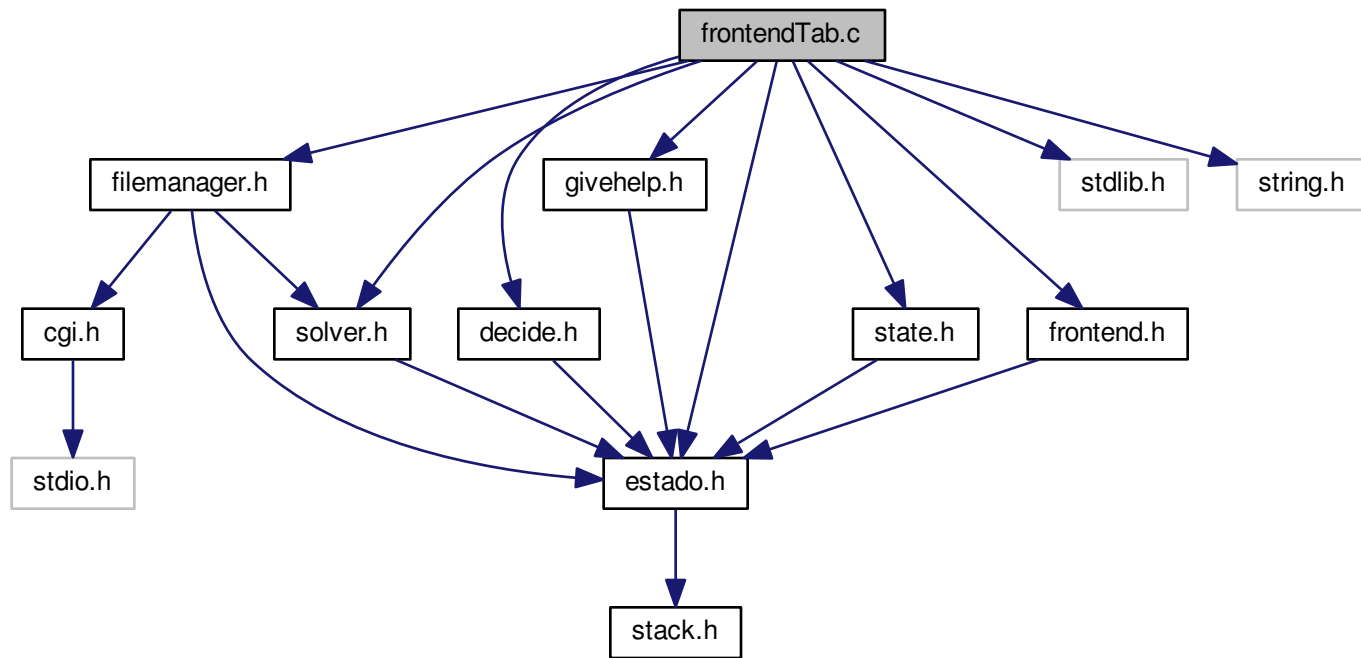 frontendTab.c
filemanager.h
givehelp.h
stdlib.h
string.h
cgi.h
solver.h
decide.h
state.h
frontend.h
stdio.h
estado.h
stack.h